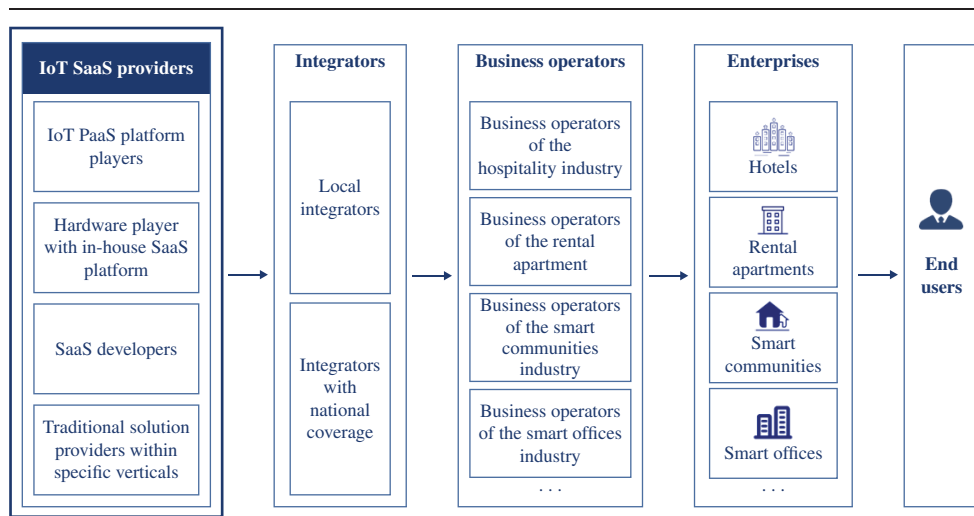 IoT SaaS providers
IoT PaaS platform
players
Hardware player
with in-house SaaS
platform
SaaS developers
Traditional solution
providers within
specific verticals
Integrators
Local
integrators
Integrators
with
national
coverage
Business operators
Business operators
of the
hospitality industry
Business operators
of the rental
apartment
Business operators
of the smart
communities
industry
Business operators
of the smart offices
industry
. . .
Enterprises
Hotels
Rental
apartments
Smart
communities
Smart offices
. . .
End
users